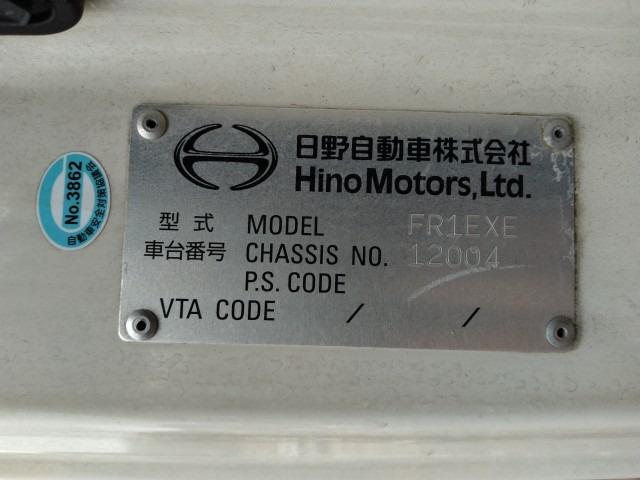 日野自動車株式会社
Hino Motors, Ltd.
型式 MODEL FR1EXE
車台番号 CHASSIS NO. 12004
P.S. CODE
VTA CODE / /
No.3862